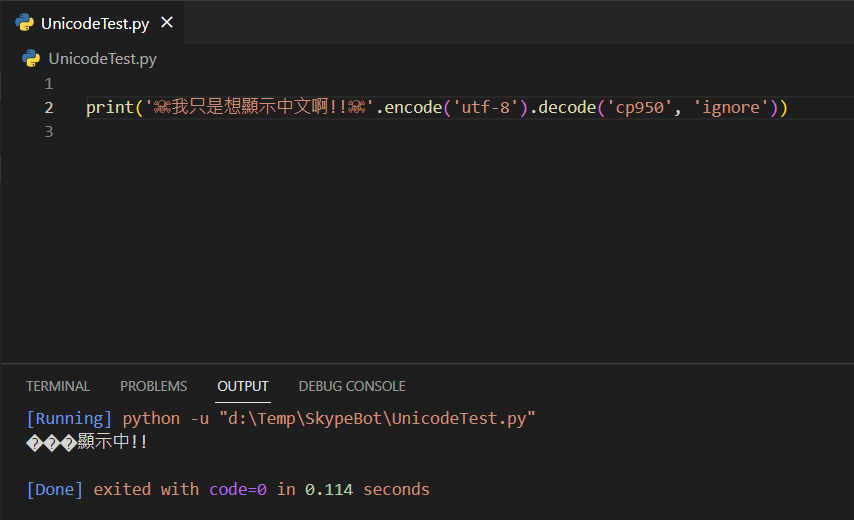 UnicodeTest.py ×
UnicodeTest.py
1
2 print('☠我只是想顯示中文啊!!☠'.encode('utf-8').decode('cp950', 'ignore'))
3
TERMINAL PROBLEMS OUTPUT DEBUG CONSOLE
[Running] python -u "d:\Temp\SkypeBot\UnicodeTest.py"
���顯示中!!
[Done] exited with code=0 in 0.114 seconds